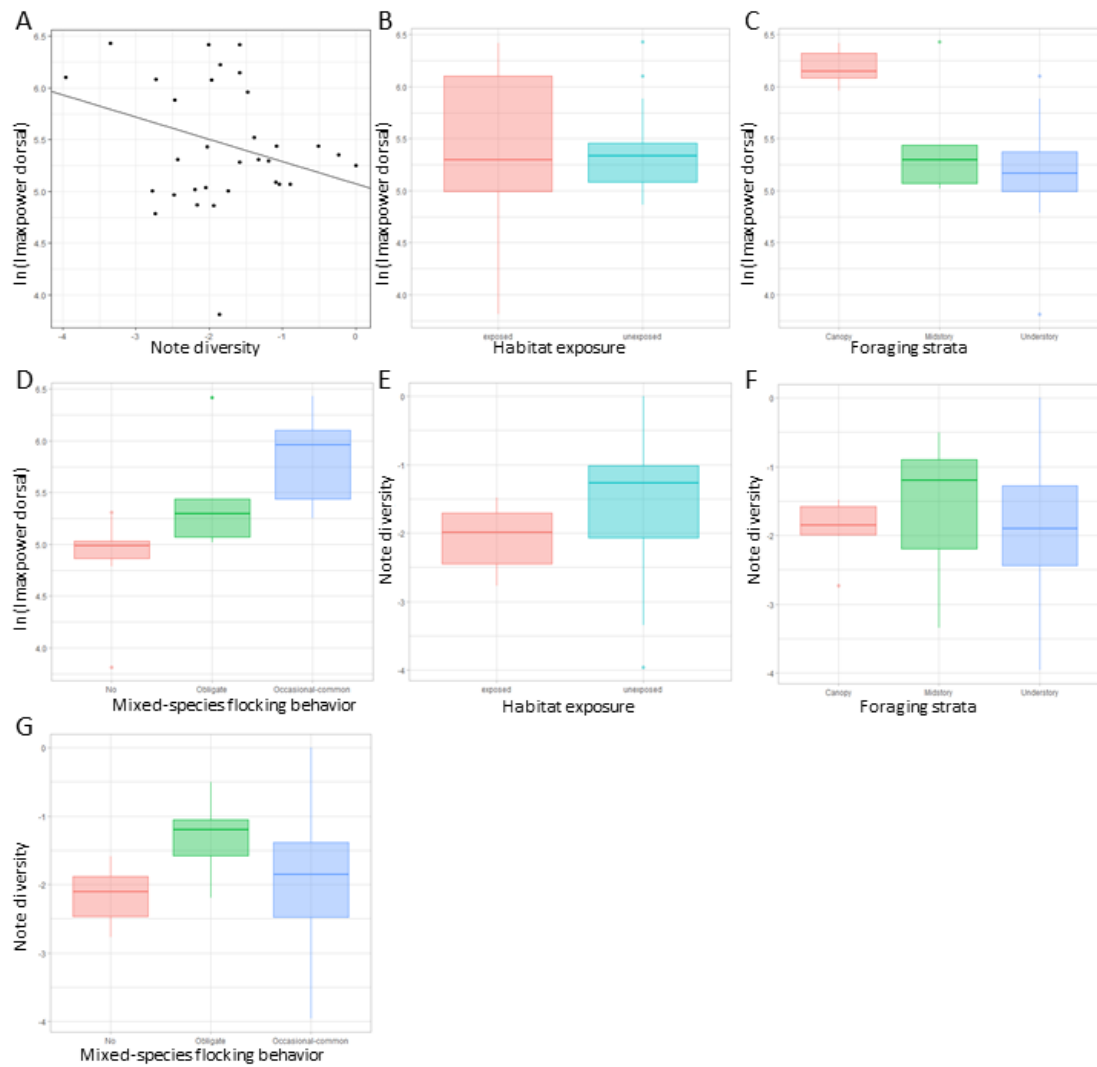 A
ln (lmaxpower dorsal)
6.5
6.0
5.5
5.0
4.5
4.0
-4
-3
-2
-1
0
Note diversity
B
ln (lmaxpower dorsal)
6.5
6.0
5.5
5.0
4.5
4.0
exposed
unexposed
Habitat exposure
C
ln (lmaxpower dorsal)
6.5
6.0
5.5
5.0
4.5
4.0
Canopy
Midstory
Understory
Foraging strata
D
ln (lmaxpower dorsal)
6.5
6.0
5.5
5.0
4.5
4.0
No
Obligate
Occasional-common
Mixed-species flocking behavior
E
Note diversity
0
-1
-2
-3
-4
exposed
unexposed
Habitat exposure
F
Note diversity
0
-1
-2
-3
-4
Canopy
Midstory
Understory
Foraging strata
G
Note diversity
0
-1
-2
-3
-4
No
Obligate
Occasional-common
Mixed-species flocking behavior